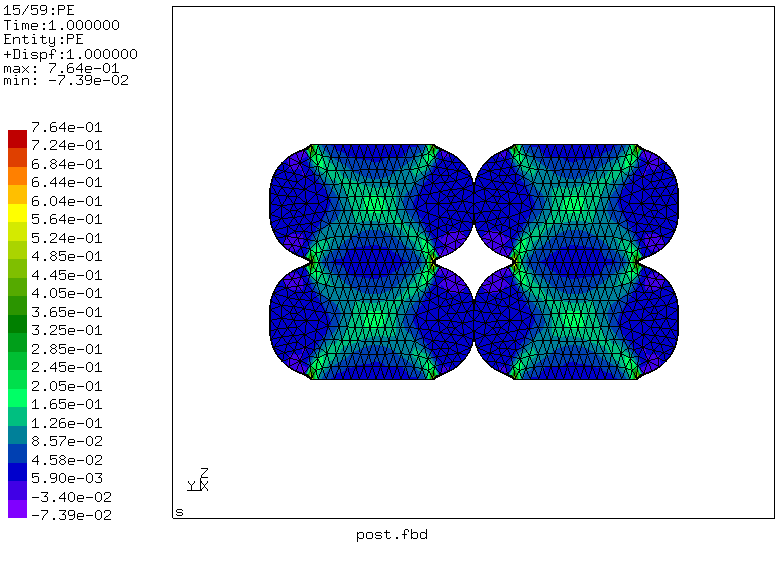 15/59:PE
Time:1.000000
Entity:PE
+Dispf:1.000000
max: 7.64e-01
min: -7.39e-02
7.64e-01
7.24e-01
6.84e-01
6.44e-01
6.04e-01
5.64e-01
5.24e-01
4.85e-01
4.45e-01
4.05e-01
3.65e-01
3.25e-01
2.85e-01
2.45e-01
2.05e-01
1.65e-01
1.26e-01
8.57e-02
4.58e-02
5.90e-03
-3.40e-02
-7.39e-02
Z
Y X
s
post.fbd